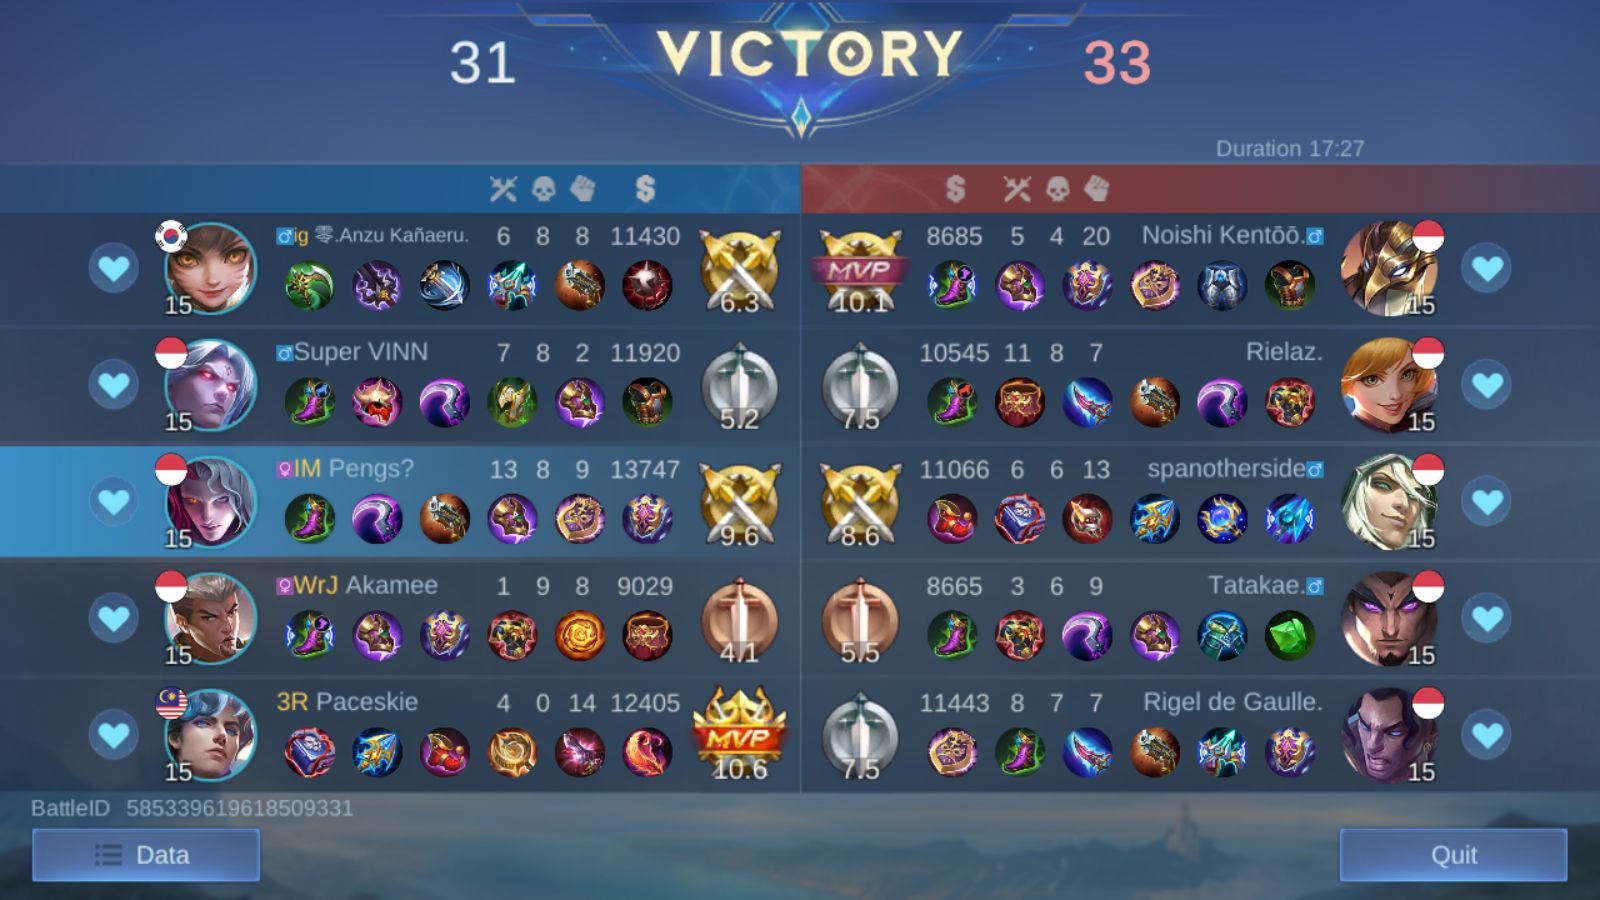 31 VICTORY 33
Duration 17:27
ig 零.Anzu Kañaeru. 6 8 8 11430
15 6.3
8685 5 4 20 Noishi Kentōō.
MVP 10.1 15
Super VINN 7 8 2 11920
15 5.2
10545 11 8 7 Rielaz.
7.5 15
IM Pengs? 13 8 9 13747
15 9.6
11066 6 6 13 spanotherside
8.6 15
WrJ Akamee 1 9 8 9029
15 4.1
8665 3 6 9 Tatakae.
5.5 15
3R Paceskie 4 0 14 12405
15 MVP 10.6
11443 8 7 7 Rigel de Gaulle.
7.5 15
BattleID 585339619618509331
Data
Quit